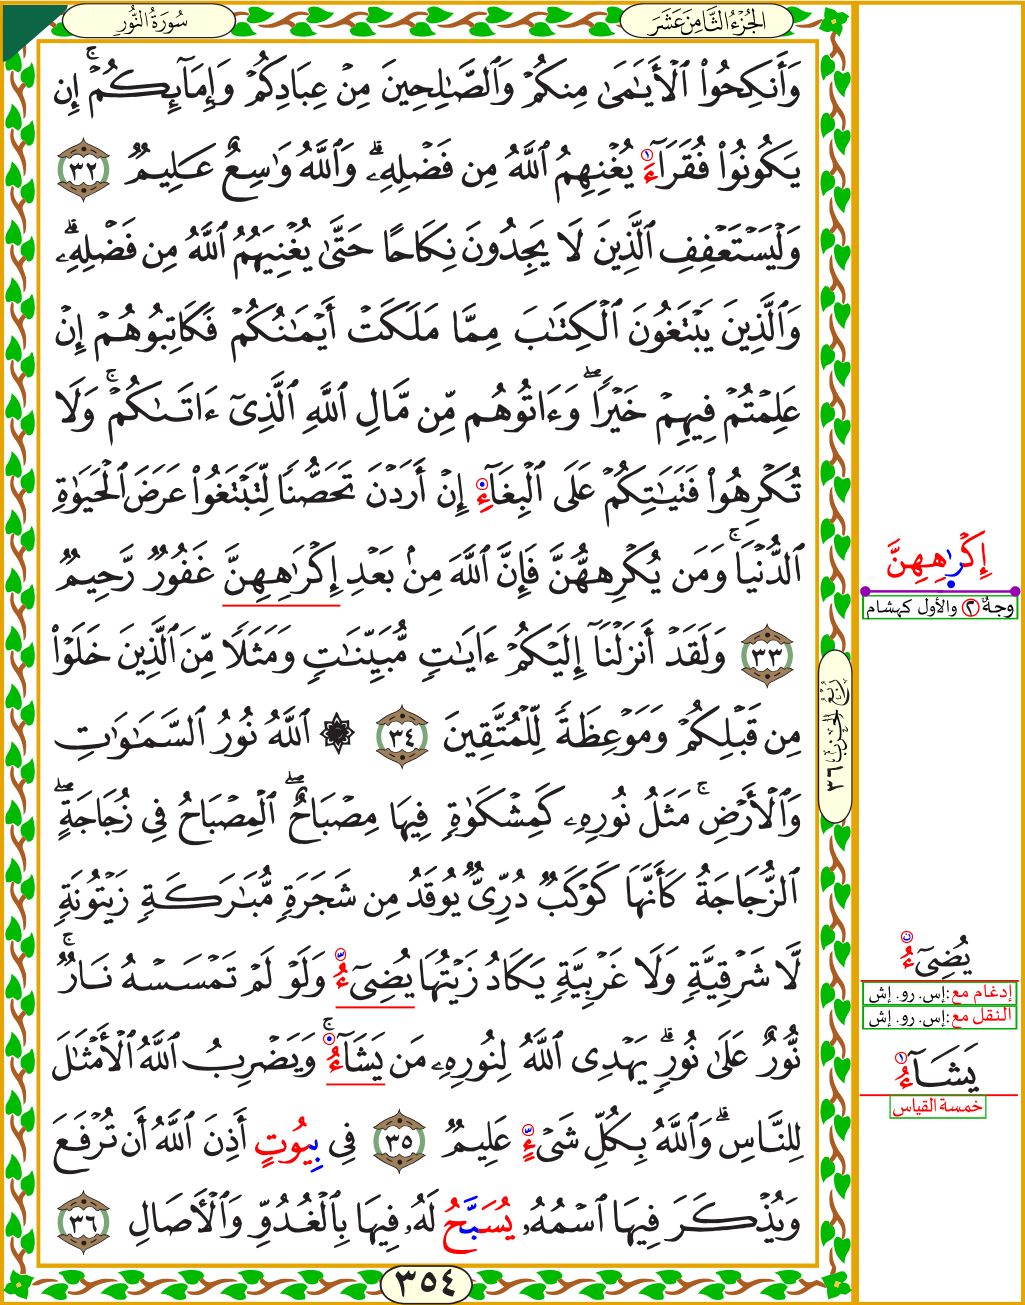 الجُزْءُ الثَّامِنَ عَشَرَ
سُورَةُ النُّورِ
وَأَنكِحُوا۟ ٱلۡأَيَـٰمَىٰ مِنكُمۡ وَٱلصَّـٰلِحِينَ مِنۡ عِبَادِكُمۡ وَإِمَآئِكُمۡۚ إِن
يَكُونُوا۟ فُقَرَآءَ يُغۡنِهِمُ ٱللَّهُ مِن فَضۡلِهِۦۗ وَٱللَّهُ وَٰسِعٌ عَلِيمٌ ٣٢
وَلۡيَسۡتَعۡفِفِ ٱلَّذِينَ لَا يَجِدُونَ نِكَاحًا حَتَّىٰ يُغۡنِيَهُمُ ٱللَّهُ مِن فَضۡلِهِۦۗ
وَٱلَّذِينَ يَبۡتَغُونَ ٱلۡكِتَـٰبَ مِمَّا مَلَكَتۡ أَيۡمَـٰنُكُمۡ فَكَاتِبُوهُمۡ إِنۡ
عَلِمۡتُمۡ فِيهِمۡ خَيۡرًاۖ وَءَاتُوهُم مِّن مَّالِ ٱللَّهِ ٱلَّذِىٓ ءَاتَىٰكُمۡۚ وَلَا
تُكۡرِهُوا۟ فَتَيَـٰتِكُمۡ عَلَى ٱلۡبِغَآءِ إِنۡ أَرَدۡنَ تَحَصُّنًا لِّتَبۡتَغُوا۟ عَرَضَ ٱلۡحَيَوٰةِ
ٱلدُّنۡيَاۚ وَمَن يُكۡرِههُّنَّ فَإِنَّ ٱللَّهَ مِنۢ بَعۡدِ إِكۡرَٰهِهِنَّ غَفُورٌ رَّحِيمٌ
٣٣ وَلَقَدۡ أَنزَلۡنَآ إِلَيۡكُمۡ ءَايَـٰتٍ مُّبَيِّنَـٰتٍ وَمَثَلًا مِّنَ ٱلَّذِينَ خَلَوۡا۟
مِن قَبۡلِكُمۡ وَمَوۡعِظَةً لِّلۡمُتَّقِينَ ٣٤ ۞ ٱللَّهُ نُورُ ٱلسَّمَـٰوَٰتِ
وَٱلۡأَرۡضِۚ مَثَلُ نُورِهِۦ كَمِشۡكَوٰةٍ فِيهَا مِصۡبَاحٌۖ ٱلۡمِصۡبَاحُ فِى زُجَاجَةٍۖ
ٱلزُّجَاجَةُ كَأَنَّهَا كَوۡكَبٌ دُرِّىٌّ يُوقَدُ مِن شَجَرَةٍ مُّبَـٰرَكَةٍ زَيۡتُونَةٍ
لَّا شَرۡقِيَّةٍ وَلَا غَرۡبِيَّةٍ يَكَادُ زَيۡتُهَا يُضِىٓءُ وَلَوۡ لَمۡ تَمۡسَسۡهُ نَارٌۚ
نُّورٌ عَلَىٰ نُورٍۗ يَهۡدِى ٱللَّهُ لِنُورِهِۦ مَن يَشَآءُۚ وَيَضۡرِبُ ٱللَّهُ ٱلۡأَمۡثَـٰلَ
لِلنَّاسِۗ وَٱللَّهُ بِكُلِّ شَىۡءٍ عَلِيمٌ ٣٥ فِى بِيُوتٍ أَذِنَ ٱللَّهُ أَن تُرۡفَعَ
وَيُذۡكَرَ فِيهَا ٱسۡمُهُۥ يُسَبَّحُ لَهُۥ فِيهَا بِٱلۡغُدُوِّ وَٱلۡأَصَالِ ٣٦
٣٥٤
إِكۡرَٰهِهِنَّ
وجهٌ ٢ والأول كهشام
رُبْعُ الحِزْبِ ٣٦
يُضِىٓءُ
إدغام مع: إس. رو. إش
النقل مع: إس. رو. إش
يَشَآءُ
خمسة القياس